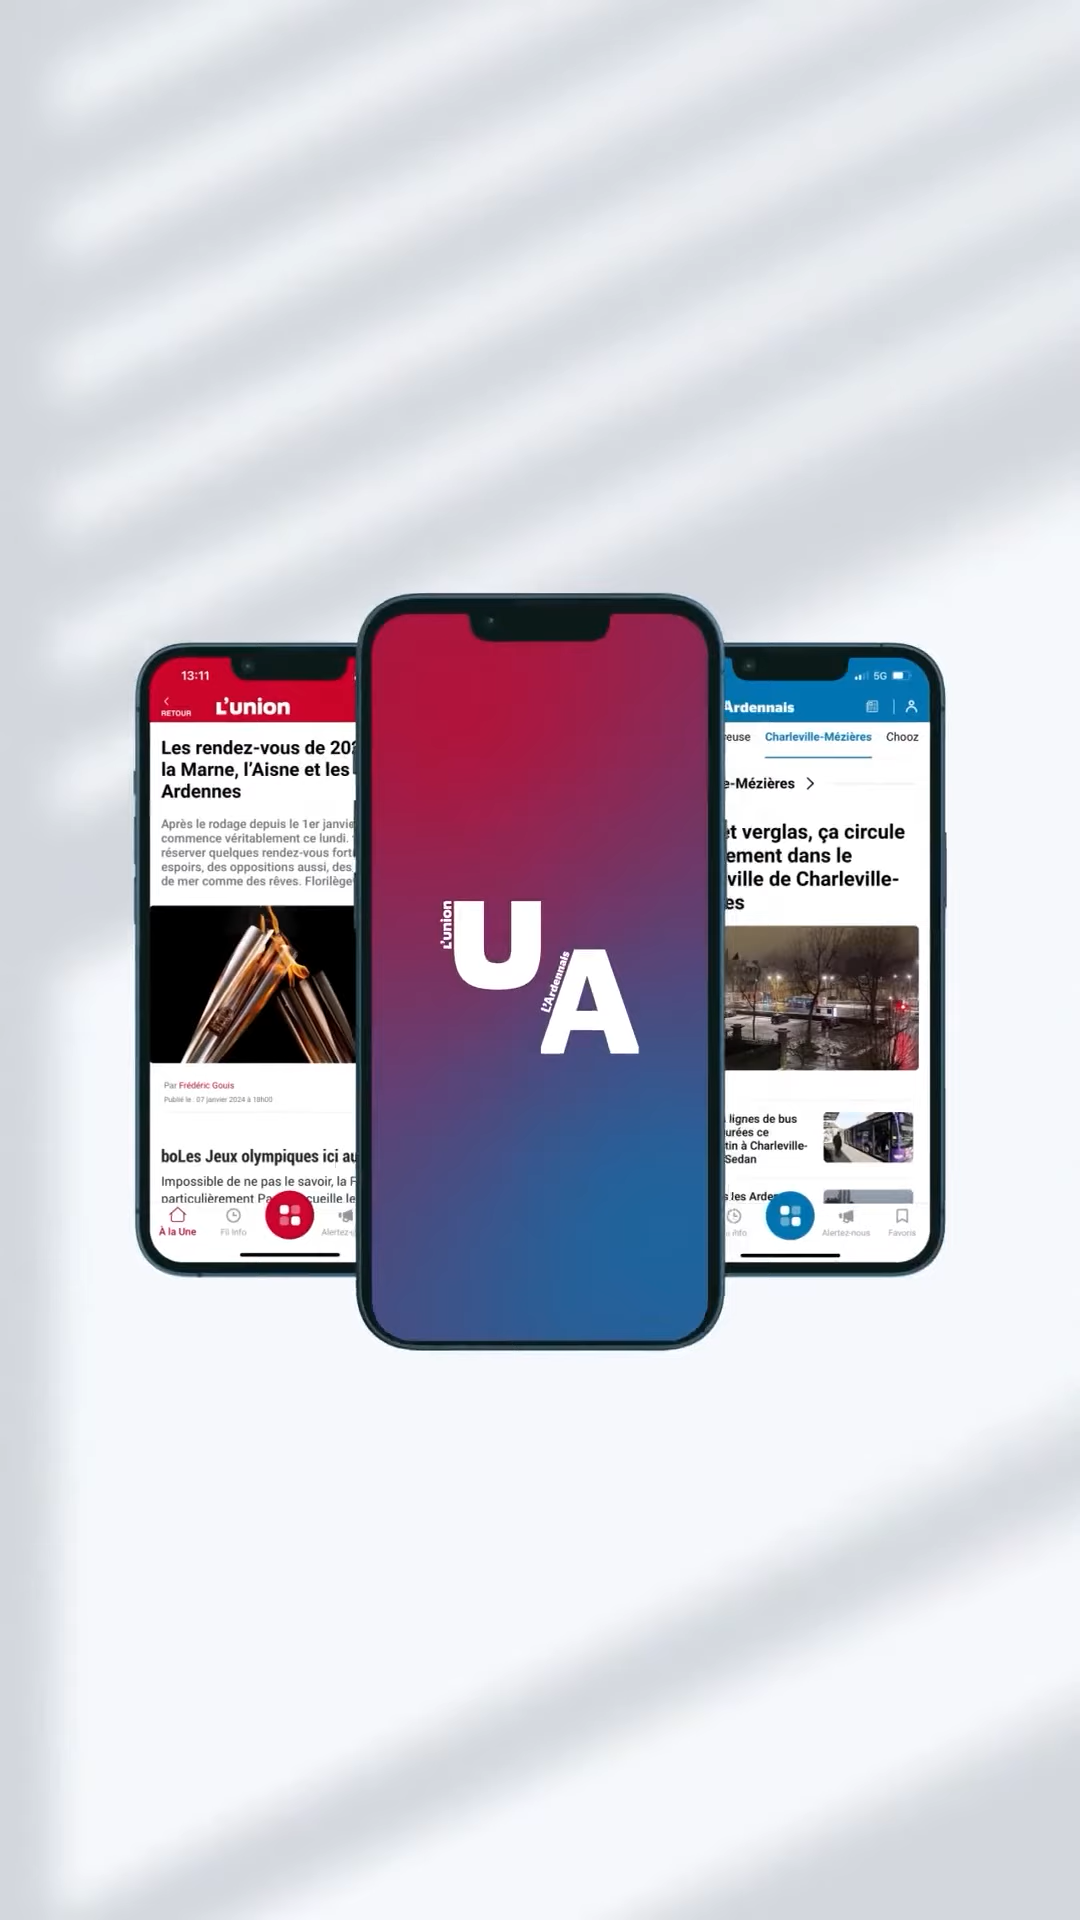 13:11
RETOUR
L'union
Les rendez-vous de
la Marne, l'Aisne et les
Ardennes
Après le rodage depuis le 1er janvie
commence véritablement ce lundi.
réserver quelques rendez-vous fort
espoirs, des oppositions aussi, des
de mer comme des rêves. Florilège
Par Frédéric Gouis
Publié le : 07 janvier 2024 à 18h00
boLes Jeux olympiques ici au
Impossible de ne pas le savoir, la F
particulièrement Pa cueille le
À la Une
Fil Info
Alertez-
L'union
U
L'Ardennais
A
5G
Ardennais
reuse
Charleville-Mézières
Chooz
e-Mézières
et verglas, ça circule
ement dans le
ville de Charleville-
es
lignes de bus
urées ce
tin à Charleville-
Sedan
s les Arde
info
Alertez-nous
Favoris